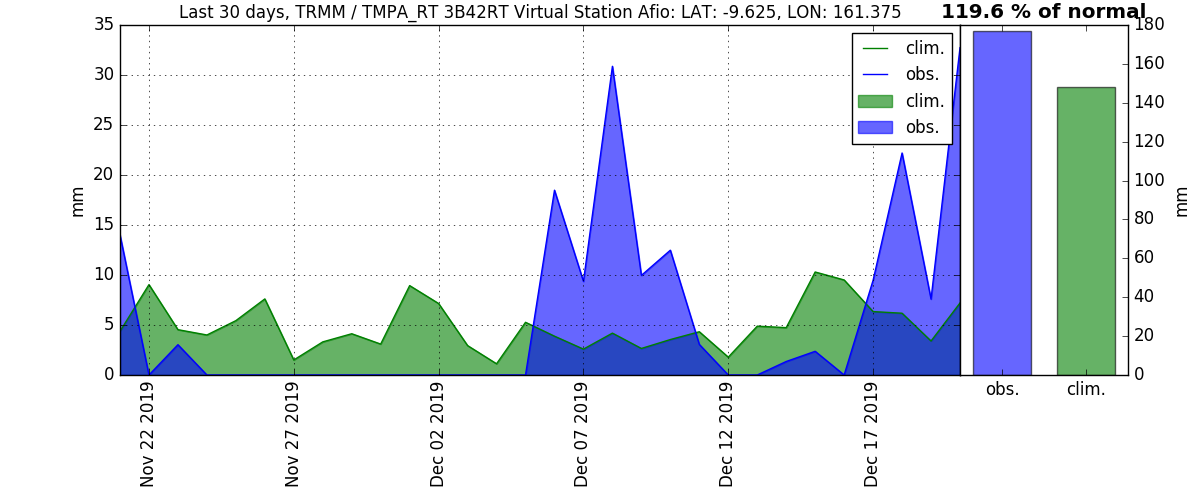 Last 30 days, TRMM / TMPA_RT 3B42RT Virtual Station Afio: LAT: -9.625, LON: 161.375
119.6 % of normal
35
30
25
20
15
10
5
0
mm
clim.
obs.
clim.
obs.
180
160
140
120
100
80
60
40
20
0
mm
obs.
clim.
Nov 22 2019
Nov 27 2019
Dec 02 2019
Dec 07 2019
Dec 12 2019
Dec 17 2019